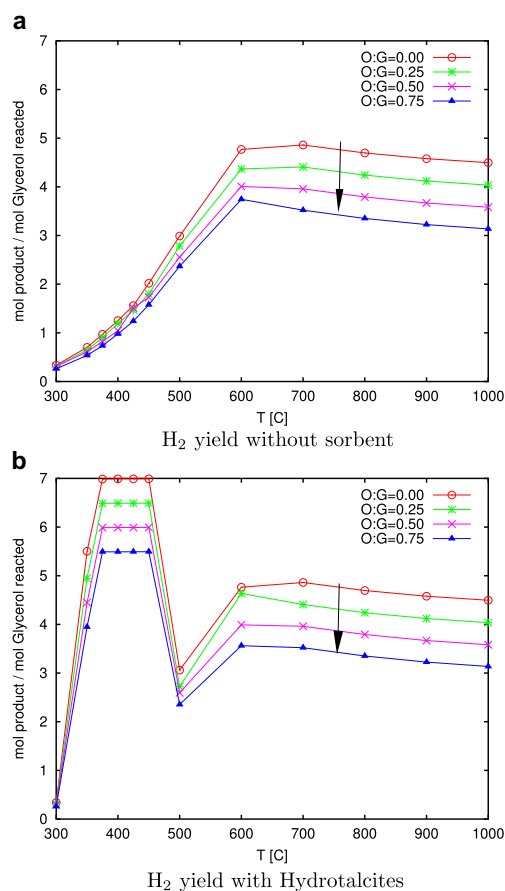 a
7
6
5
4
3
2
1
0
mol product / mol Glycerol reacted
O:G=0.00
O:G=0.25
O:G=0.50
O:G=0.75
300 400 500 600 700 800 900 1000
T [C]
H₂ yield without sorbent
b
7
6
5
4
3
2
1
0
mol product / mol Glycerol reacted
O:G=0.00
O:G=0.25
O:G=0.50
O:G=0.75
300 400 500 600 700 800 900 1000
T [C]
H₂ yield with Hydrotalcites